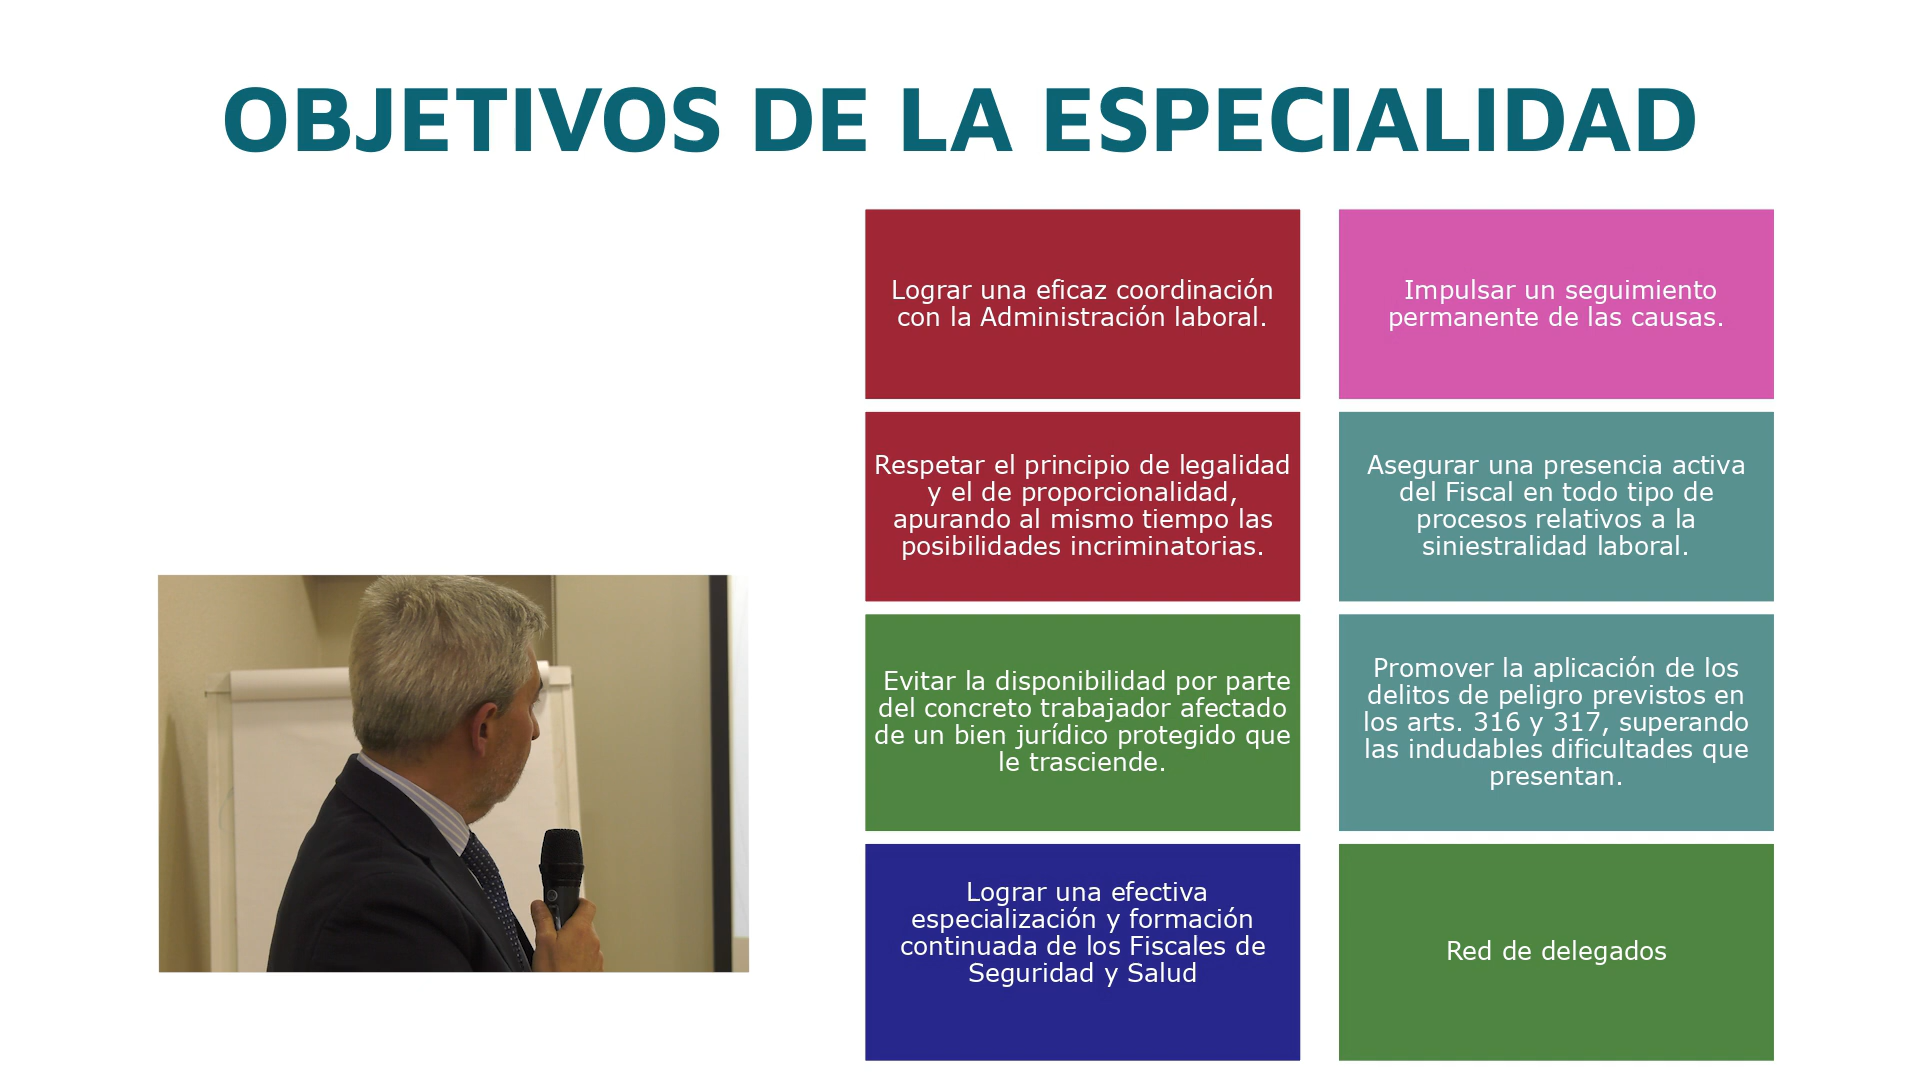 OBJETIVOS DE LA ESPECIALIDAD
Lograr una eficaz coordinación
con la Administración laboral.
Impulsar un seguimiento
permanente de las causas.
Respetar el principio de legalidad
y el de proporcionalidad,
apurando al mismo tiempo las
posibilidades incriminatorias.
Asegurar una presencia activa
del Fiscal en todo tipo de
procesos relativos a la
siniestralidad laboral.
Evitar la disponibilidad por parte
del concreto trabajador afectado
de un bien jurídico protegido que
le trasciende.
Promover la aplicación de los
delitos de peligro previstos en
los arts. 316 y 317, superando
las indudables dificultades que
presentan.
Lograr una efectiva
especialización y formación
continuada de los Fiscales de
Seguridad y Salud
Red de delegados